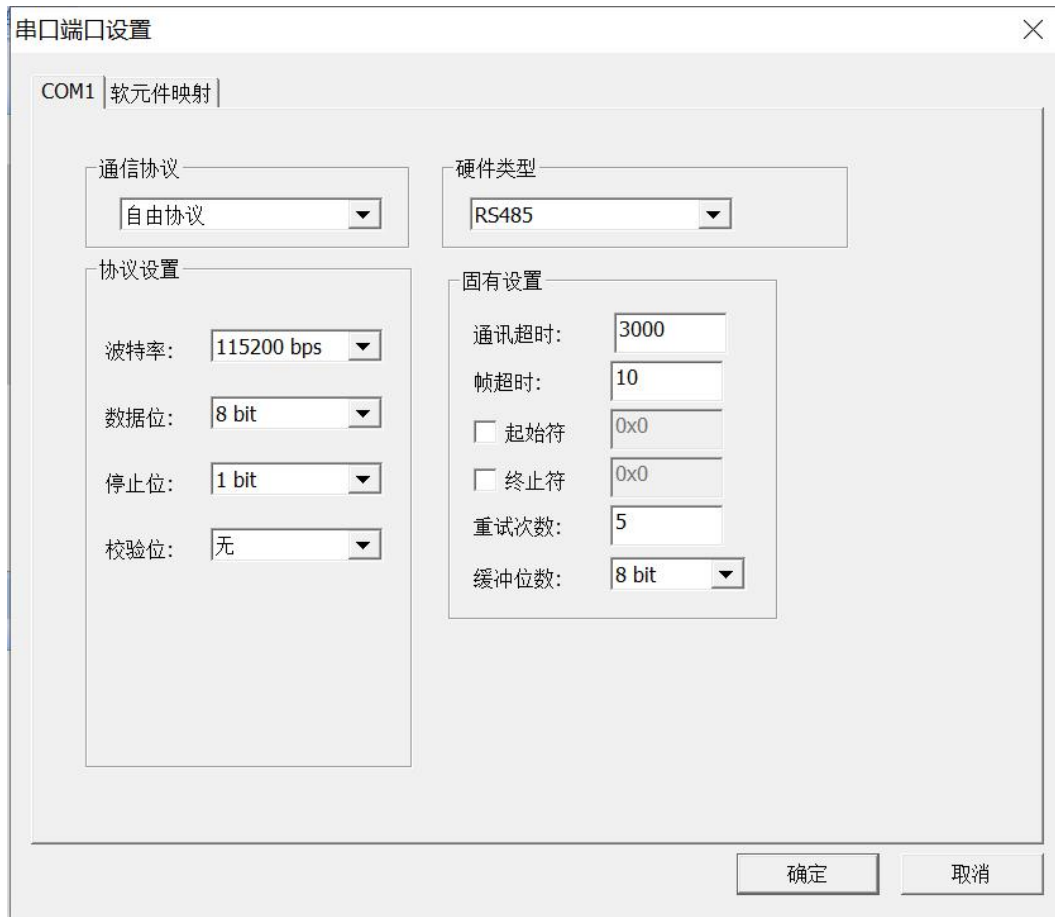 串口端口设置
COM1 软元件映射
通信协议
自由协议
硬件类型
RS485
协议设置
波特率: 115200 bps
数据位: 8 bit
停止位: 1 bit
校验位: 无
固有设置
通讯超时: 3000
帧超时: 10
起始符 0x0
终止符 0x0
重试次数: 5
缓冲位数: 8 bit
确定 取消